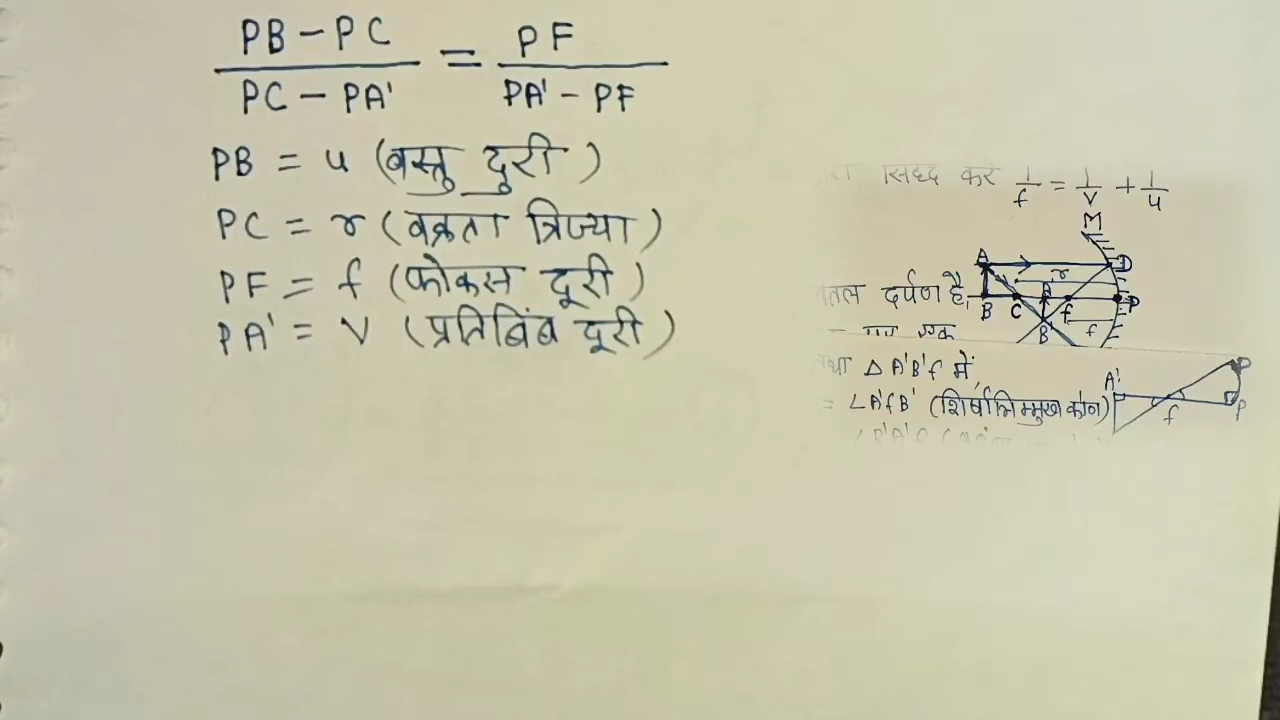 PB - PC / PC - PA' = PF / PA' - PF
PB = u (वस्तु दुरी)
PC = r (वक्रता त्रिज्या)
PF = f (फोकस दूरी)
PA' = v (प्रतिबिंब दूरी)
सिध्द करे 1/f = 1/v + 1/u
M
A r D
दर्पण है,
B C A' f P
B' f
Δ A'B'f में,
A' D
= ∠A'fB' (शिर्षाभिम्मुख कोण)
f P